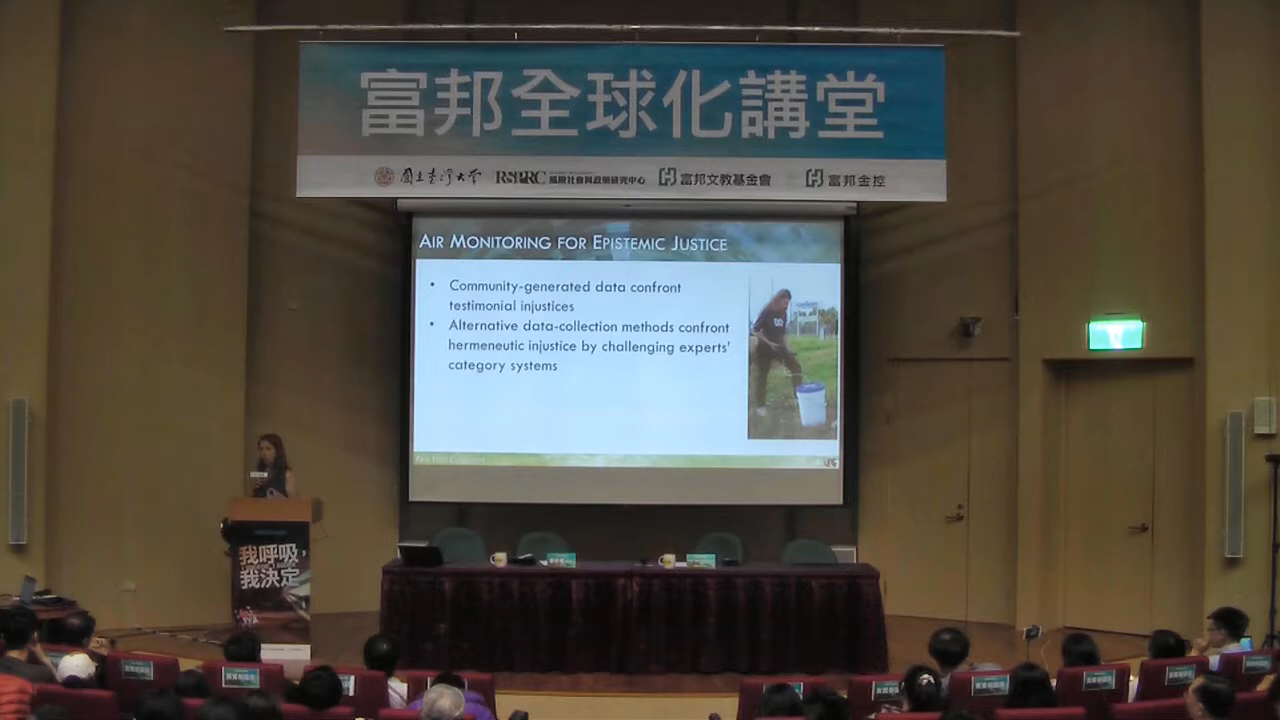 富邦全球化講堂
國立臺灣大學 RSPRC 風險社會與政策研究中心 富邦文教基金會 富邦金控
AIR MONITORING FOR EPISTEMIC JUSTICE
• Community-generated data confront
testimonial injustices
• Alternative data-collection methods confront
hermeneutic injustice by challenging experts'
category systems
我呼吸，
我決定